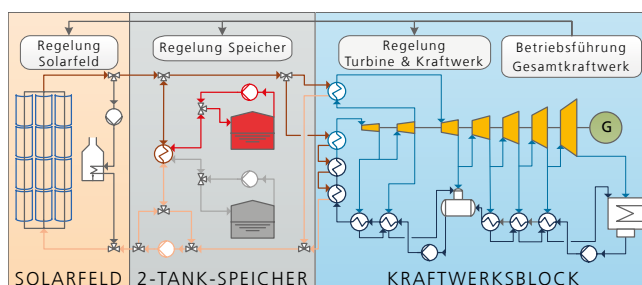 Regelung
Solarfeld
Regelung Speicher
Regelung
Turbine & Kraftwerk
Betriebsführung
Gesamtkraftwerk
G
SOLARFELD
2-TANK-SPEICHER
KRAFTWERKSBLOCK